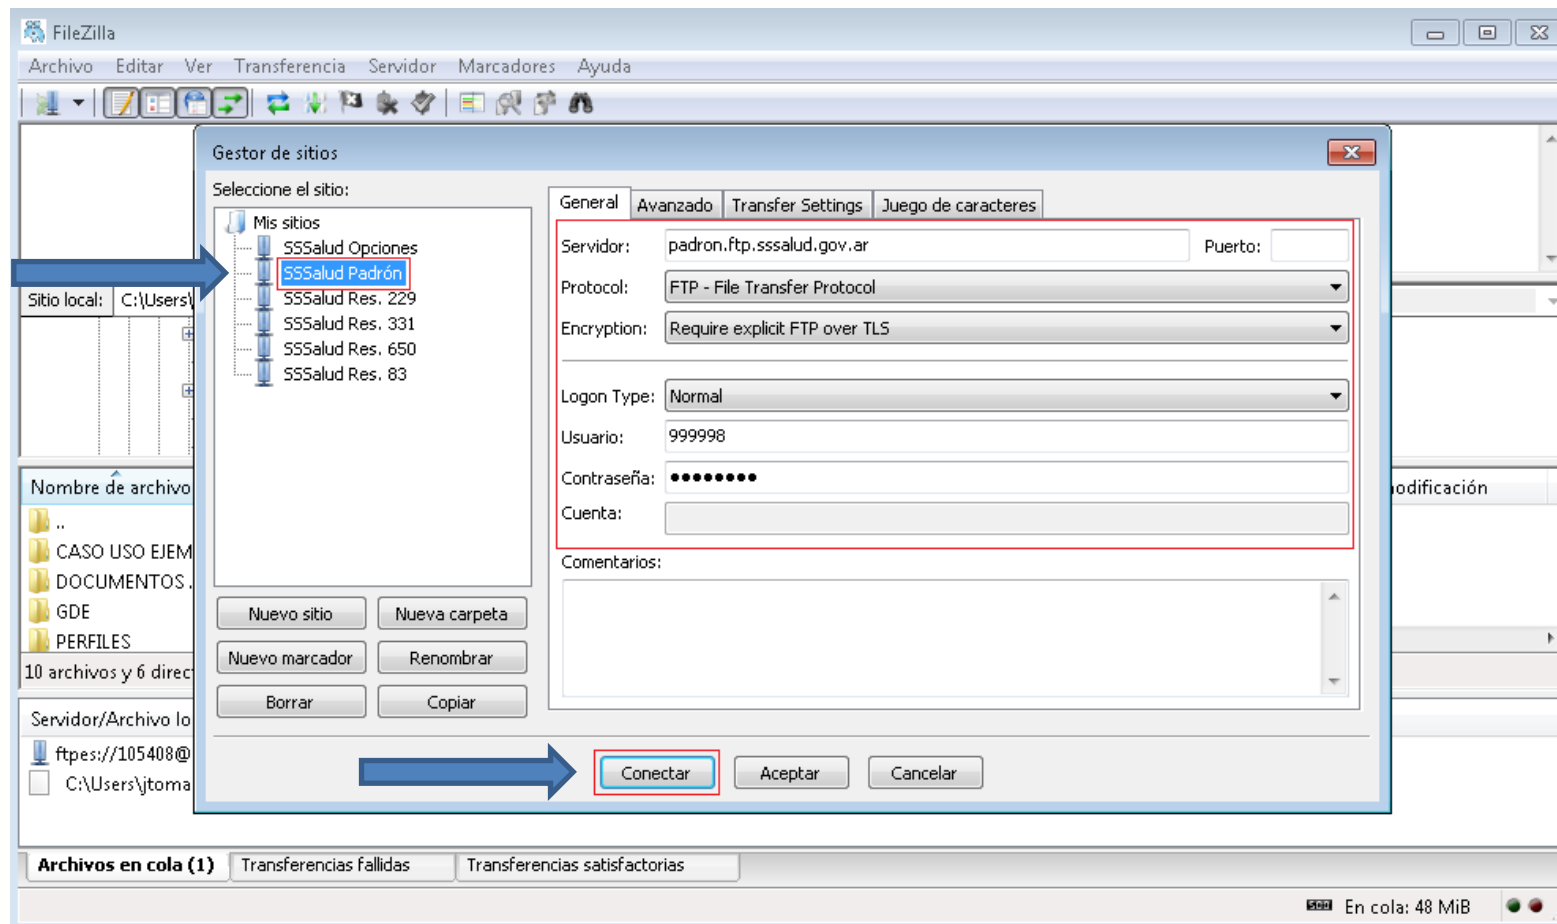 FileZilla
Archivo Editar Ver Transferencia Servidor Marcadores Ayuda
Gestor de sitios
Seleccione el sitio:
Mis sitios
SSSalud Opciones
SSSalud Padrón
SSSalud Res. 229
SSSalud Res. 331
SSSalud Res. 650
SSSalud Res. 83
Nuevo sitio Nueva carpeta
Nuevo marcador Renombrar
Borrar Copiar
General Avanzado Transfer Settings Juego de caracteres
Servidor: padron.ftp.sssalud.gov.ar Puerto:
Protocol: FTP - File Transfer Protocol
Encryption: Require explicit FTP over TLS
Logon Type: Normal
Usuario: 999998
Contraseña: ●●●●●●●●
Cuenta:
Comentarios:
Conectar Aceptar Cancelar
Sitio local: C:\Users\
Nombre de archivo odificación
..
CASO USO EJEM
DOCUMENTOS
GDE
PERFILES
10 archivos y 6 direc
Servidor/Archivo lo
ftpes://105408@
C:\Users\jtoma
Archivos en cola (1) Transferencias fallidas Transferencias satisfactorias
En cola: 48 MiB